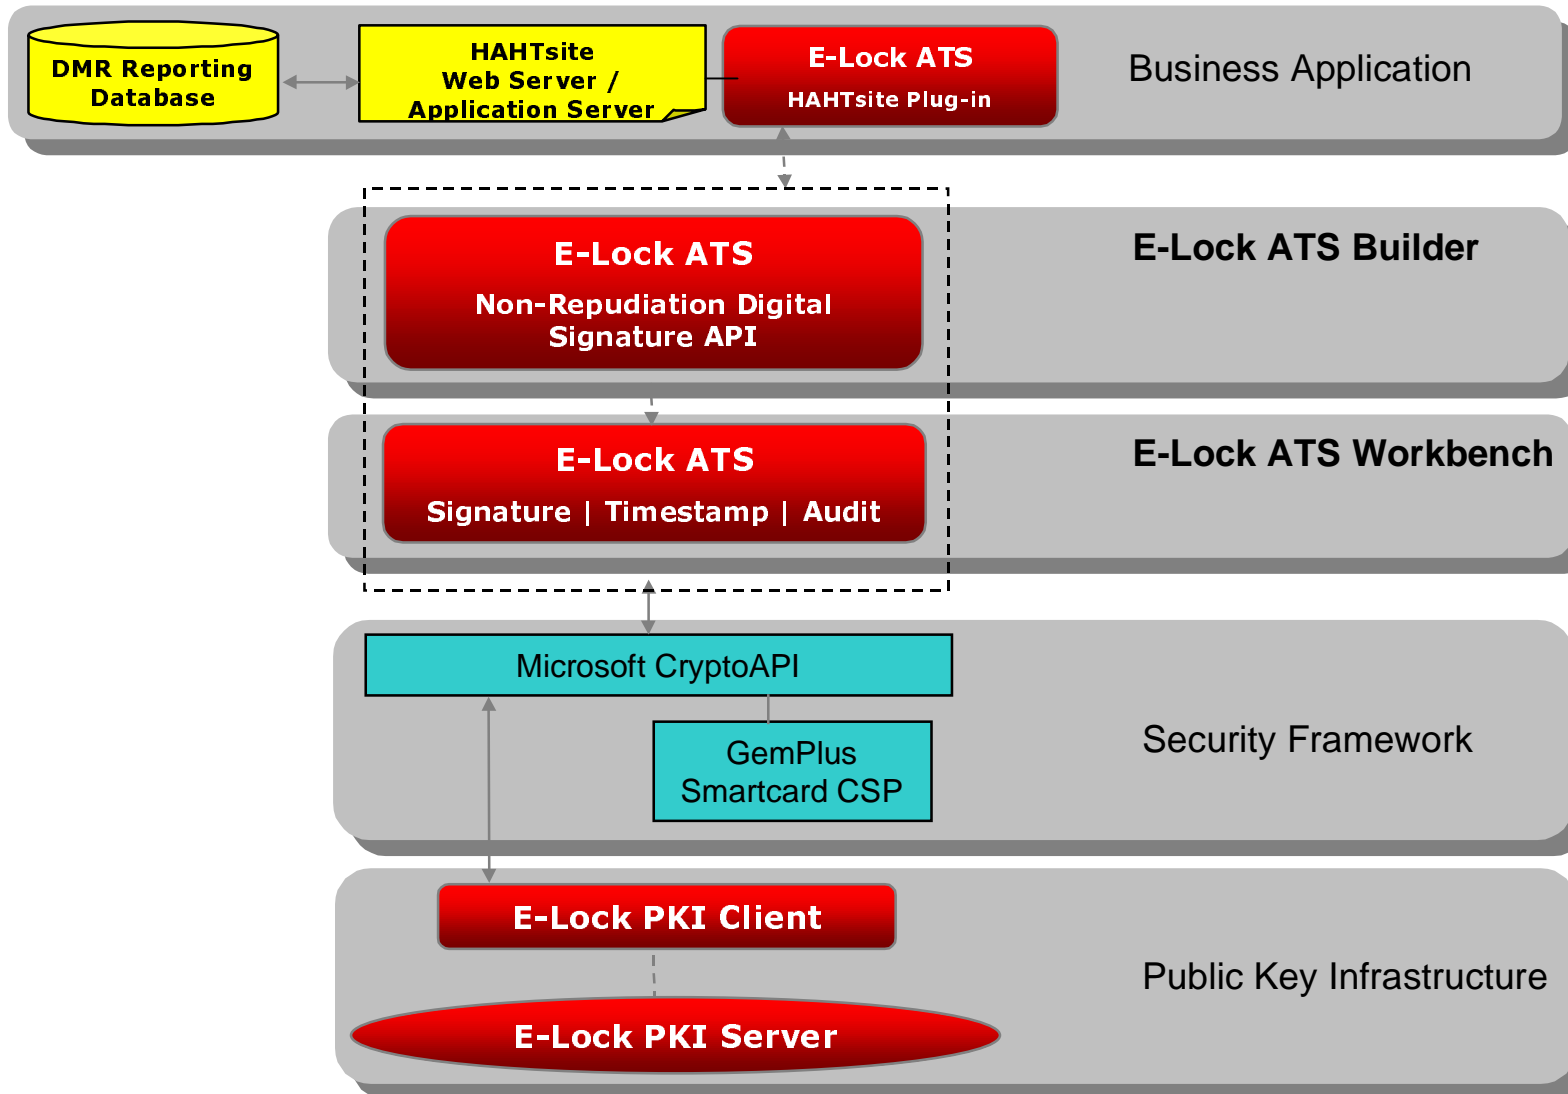 DMR Reporting
Database
HAHTsite
Web Server /
Application Server
E-Lock ATS
HAHTsite Plug-in
Business Application
E-Lock ATS
Non-Repudiation Digital
Signature API
E-Lock ATS Builder
E-Lock ATS
Signature | Timestamp | Audit
E-Lock ATS Workbench
Microsoft CryptoAPI
GemPlus
Smartcard CSP
Security Framework
E-Lock PKI Client
E-Lock PKI Server
Public Key Infrastructure